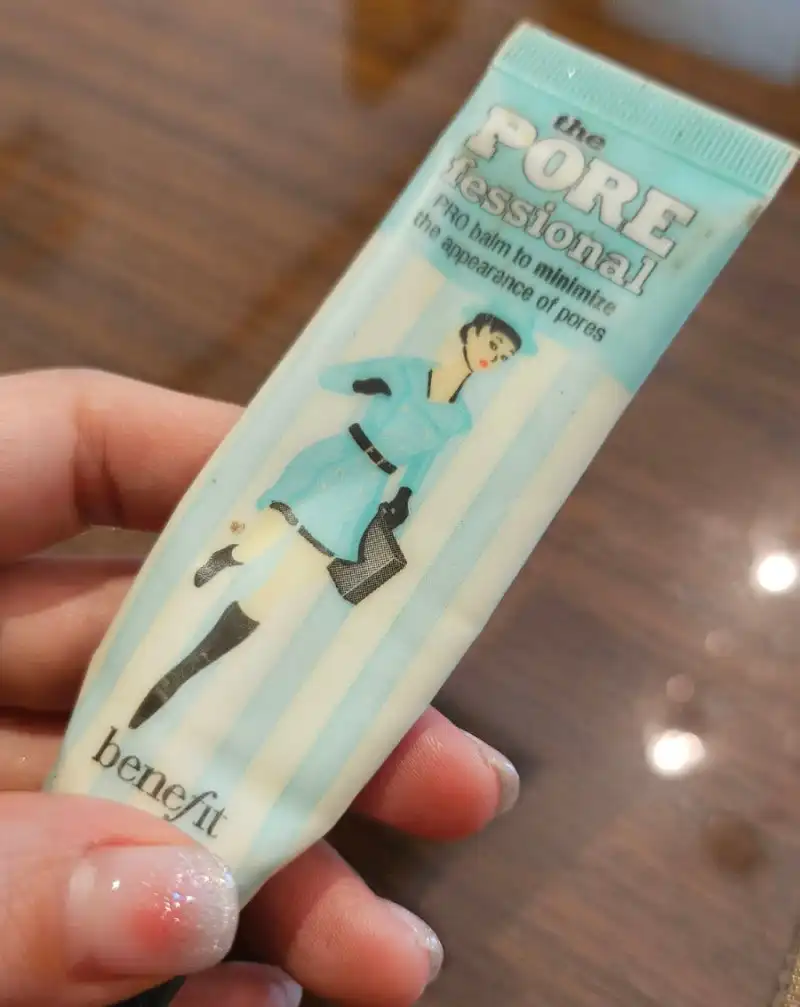 the
PORE
fessional
PRO balm to minimize
the appearance of pores
benefit